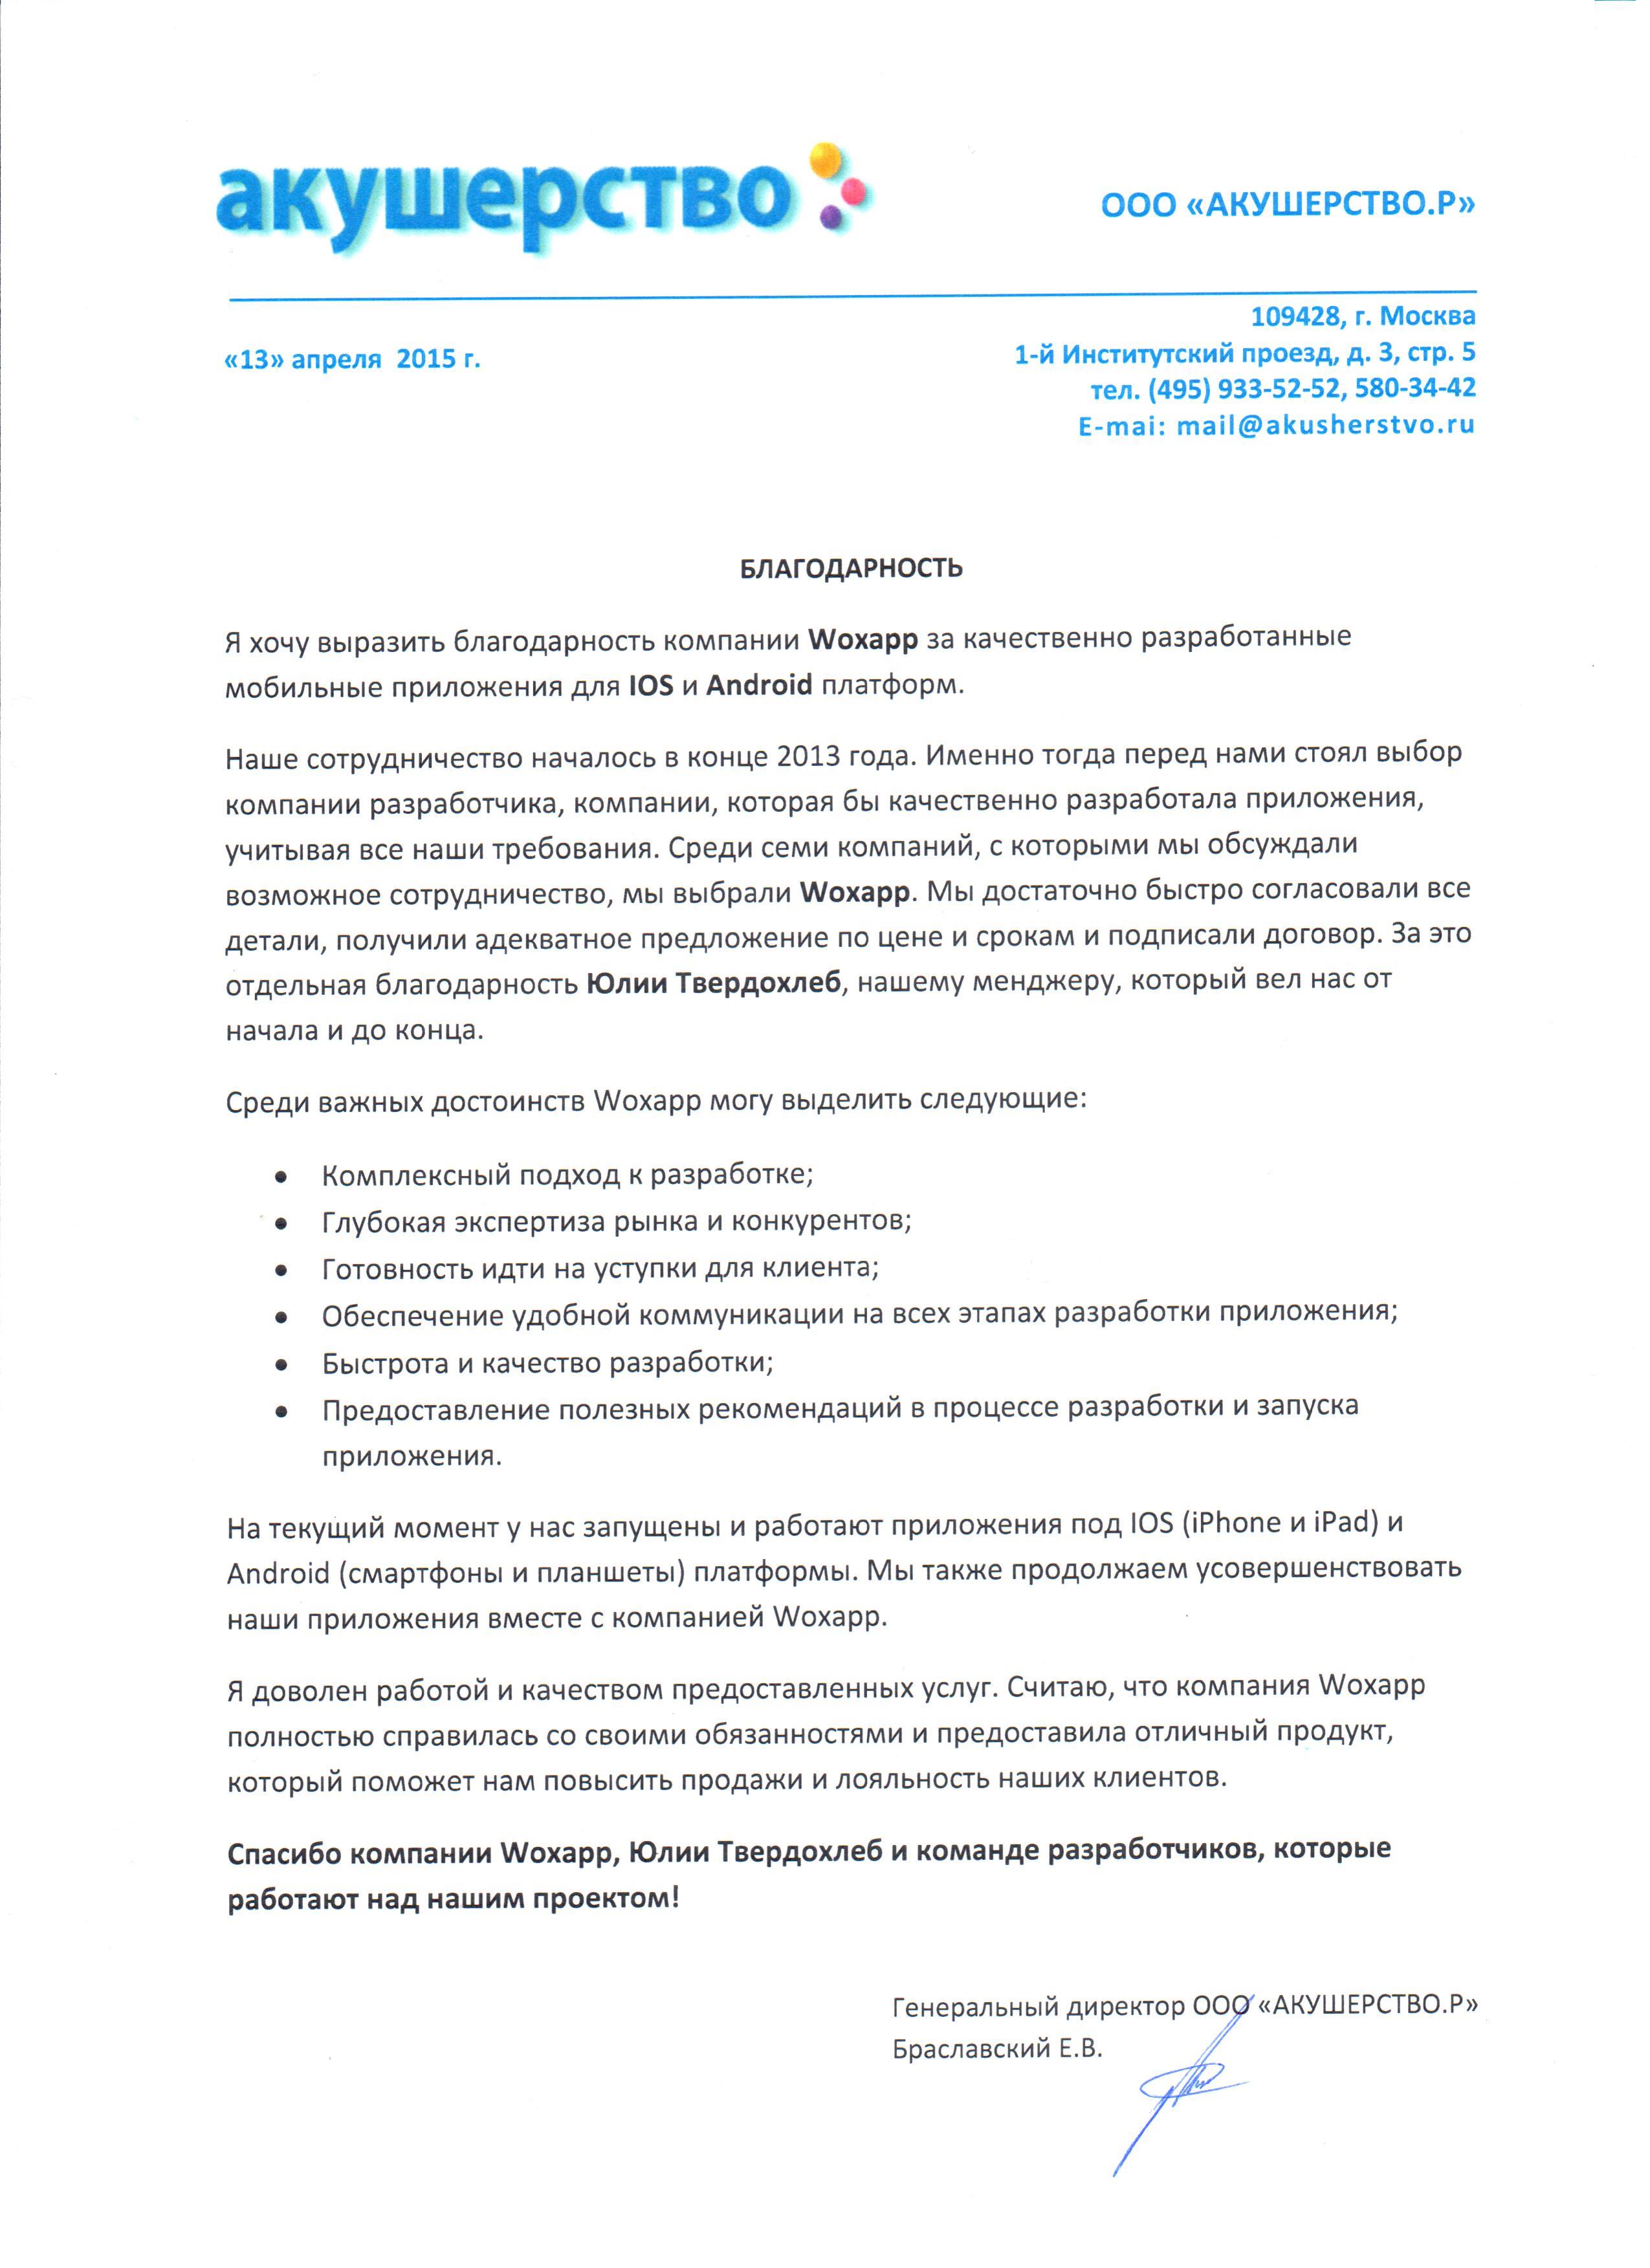 акушерство
ООО «АКУШЕРСТВО.Р»
109428, г. Москва
«13» апреля 2015 г.
1-й Институтский проезд, д. 3, стр. 5
тел. (495) 933-52-52, 580-34-42
E-mai: mail@akusherstvo.ru
БЛАГОДАРНОСТЬ
Я хочу выразить благодарность компании Woxapp за качественно разработанные
мобильные приложения для IOS и Android платформ.
Наше сотрудничество началось в конце 2013 года. Именно тогда перед нами стоял выбор
компании разработчика, компании, которая бы качественно разработала приложения,
учитывая все наши требования. Среди семи компаний, с которыми мы обсуждали
возможное сотрудничество, мы выбрали Woxapp. Мы достаточно быстро согласовали все
детали, получили адекватное предложение по цене и срокам и подписали договор. За это
отдельная благодарность Юлии Твердохлеб, нашему менджеру, который вел нас от
начала и до конца.
Среди важных достоинств Woxapp могу выделить следующие:
• Комплексный подход к разработке;
• Глубокая экспертиза рынка и конкурентов;
• Готовность идти на уступки для клиента;
• Обеспечение удобной коммуникации на всех этапах разработки приложения;
• Быстрота и качество разработки;
• Предоставление полезных рекомендаций в процессе разработки и запуска
приложения.
На текущий момент у нас запущены и работают приложения под IOS (iPhone и iPad) и
Android (смартфоны и планшеты) платформы. Мы также продолжаем усовершенствовать
наши приложения вместе с компанией Woxapp.
Я доволен работой и качеством предоставленных услуг. Считаю, что компания Woxapp
полностью справилась со своими обязанностями и предоставила отличный продукт,
который поможет нам повысить продажи и лояльность наших клиентов.
Спасибо компании Woxapp, Юлии Твердохлеб и команде разработчиков, которые
работают над нашим проектом!
Генеральный директор ООО «АКУШЕРСТВО.Р»
Браславский Е.В.